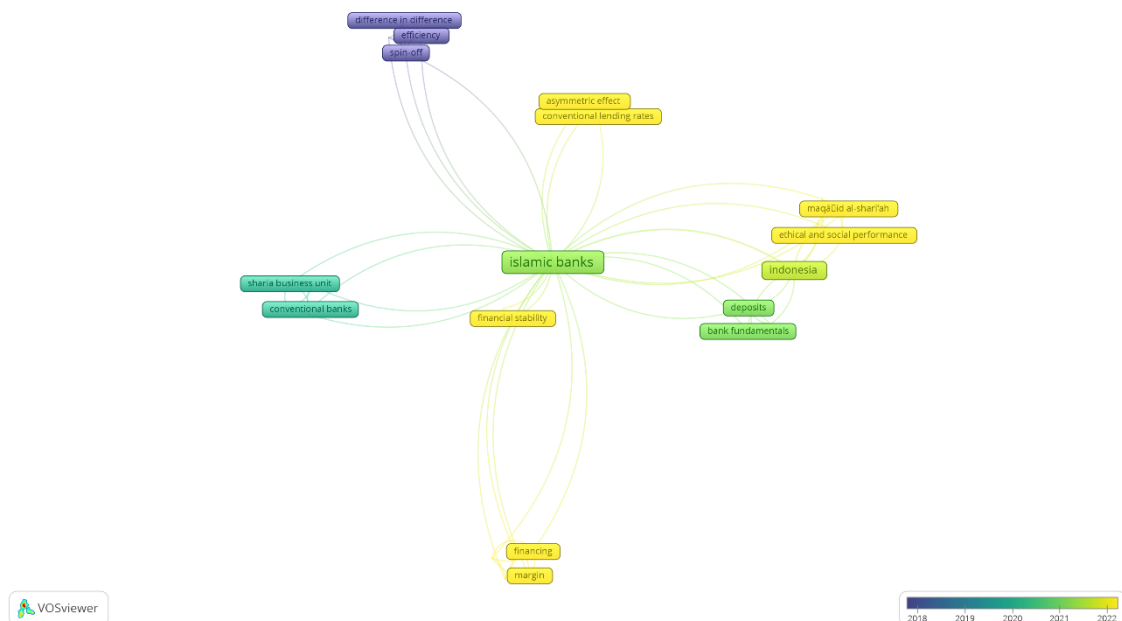 difference in difference
efficiency
spin-off
asymmetric effect
conventional lending rates
maqā□id al-sharī'ah
ethical and social performance
islamic banks
indonesia
sharia business unit
conventional banks
deposits
financial stability
bank fundamentals
financing
margin
VOSviewer
2018 2019 2020 2021 2022